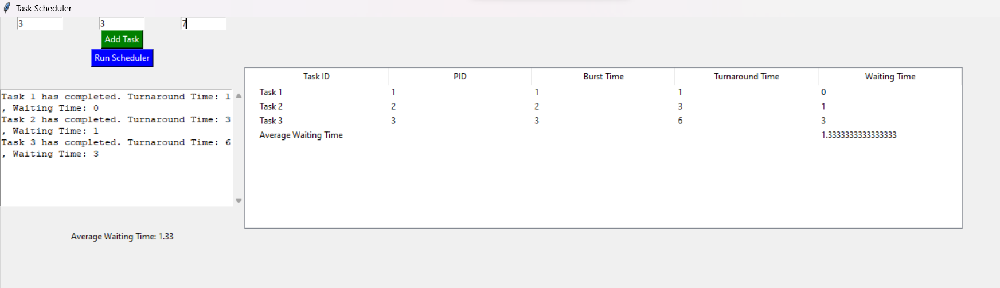 Task Scheduler
3 3 7
Add Task
Run Scheduler
Task ID PID Burst Time Turnaround Time Waiting Time
Task 1 1 1 1 0
Task 2 2 2 3 1
Task 3 3 3 6 3
Average Waiting Time 1.3333333333333333
Task 1 has completed. Turnaround Time: 1
, Waiting Time: 0
Task 2 has completed. Turnaround Time: 3
, Waiting Time: 1
Task 3 has completed. Turnaround Time: 6
, Waiting Time: 3
Average Waiting Time: 1.33